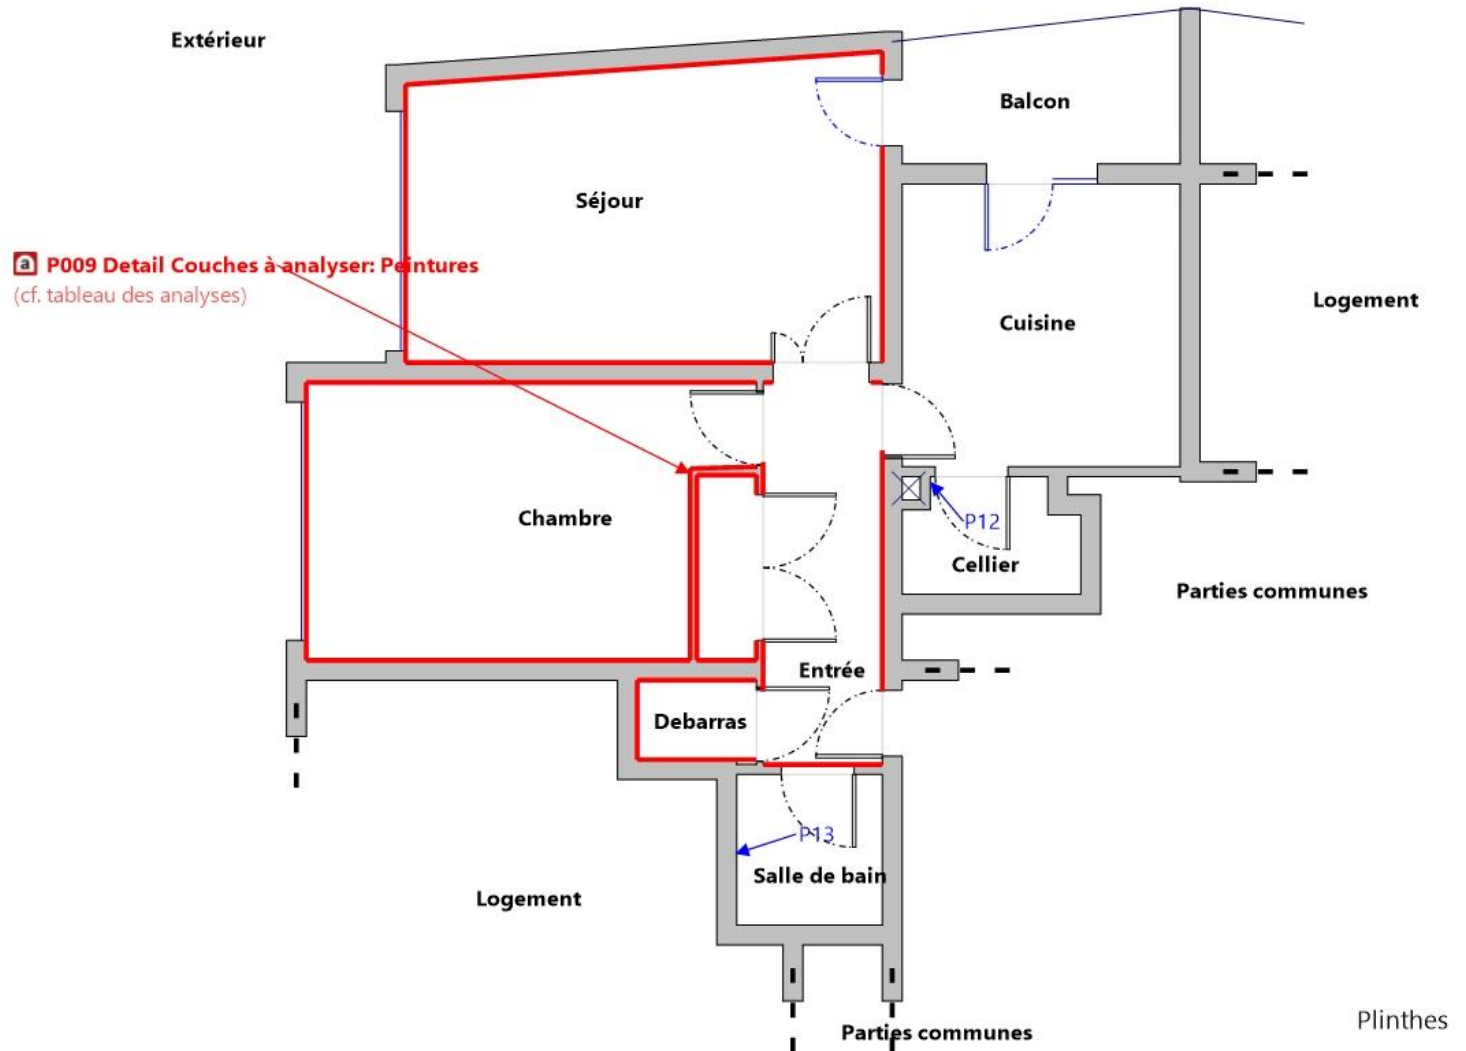 Extérieur
Balcon
Séjour
a P009 Detail Couches à analyser: Peintures
(cf. tableau des analyses)
Logement
Cuisine
Chambre
P12
Cellier
Parties communes
Entrée
Debarras
P13
Salle de bain
Logement
Plinthes
Parties communes